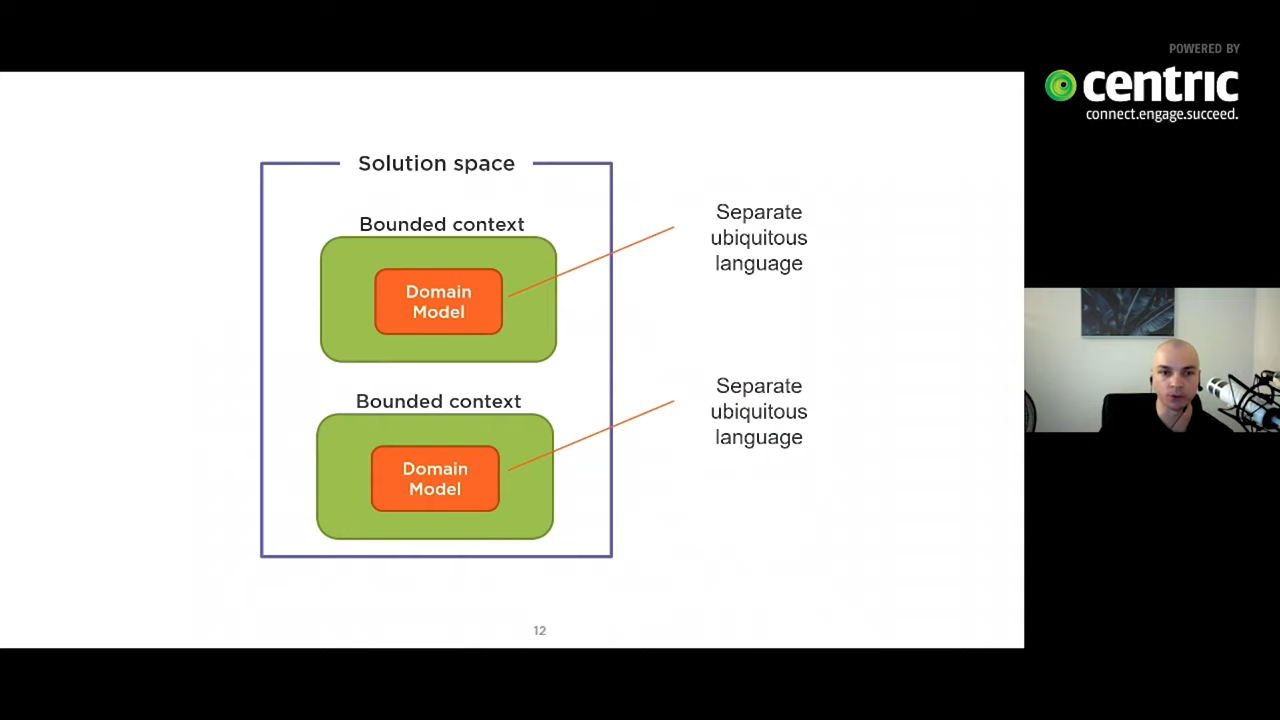 POWERED BY
centric
connect.engage.succeed.
Solution space
Bounded context
Domain
Model
Separate
ubiquitous
language
Bounded context
Domain
Model
Separate
ubiquitous
language
12